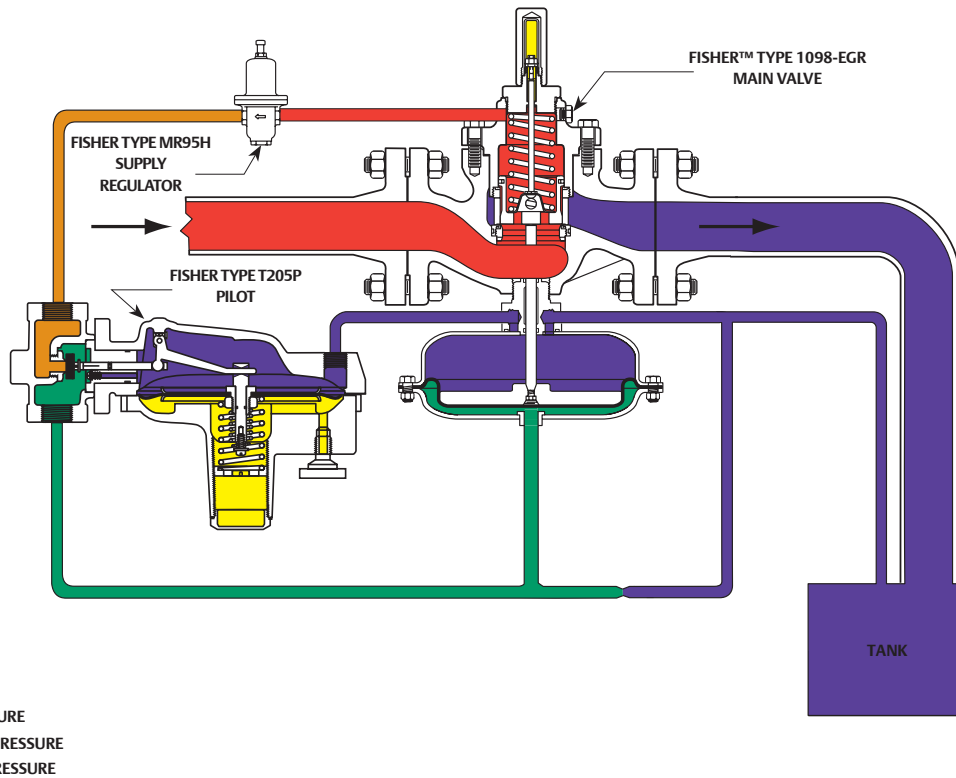 FISHER™ TYPE 1098-EGR
MAIN VALVE
FISHER TYPE MR95H
SUPPLY
REGULATOR
FISHER TYPE T205P
PILOT
TANK
URE
RESSURE
RESSURE